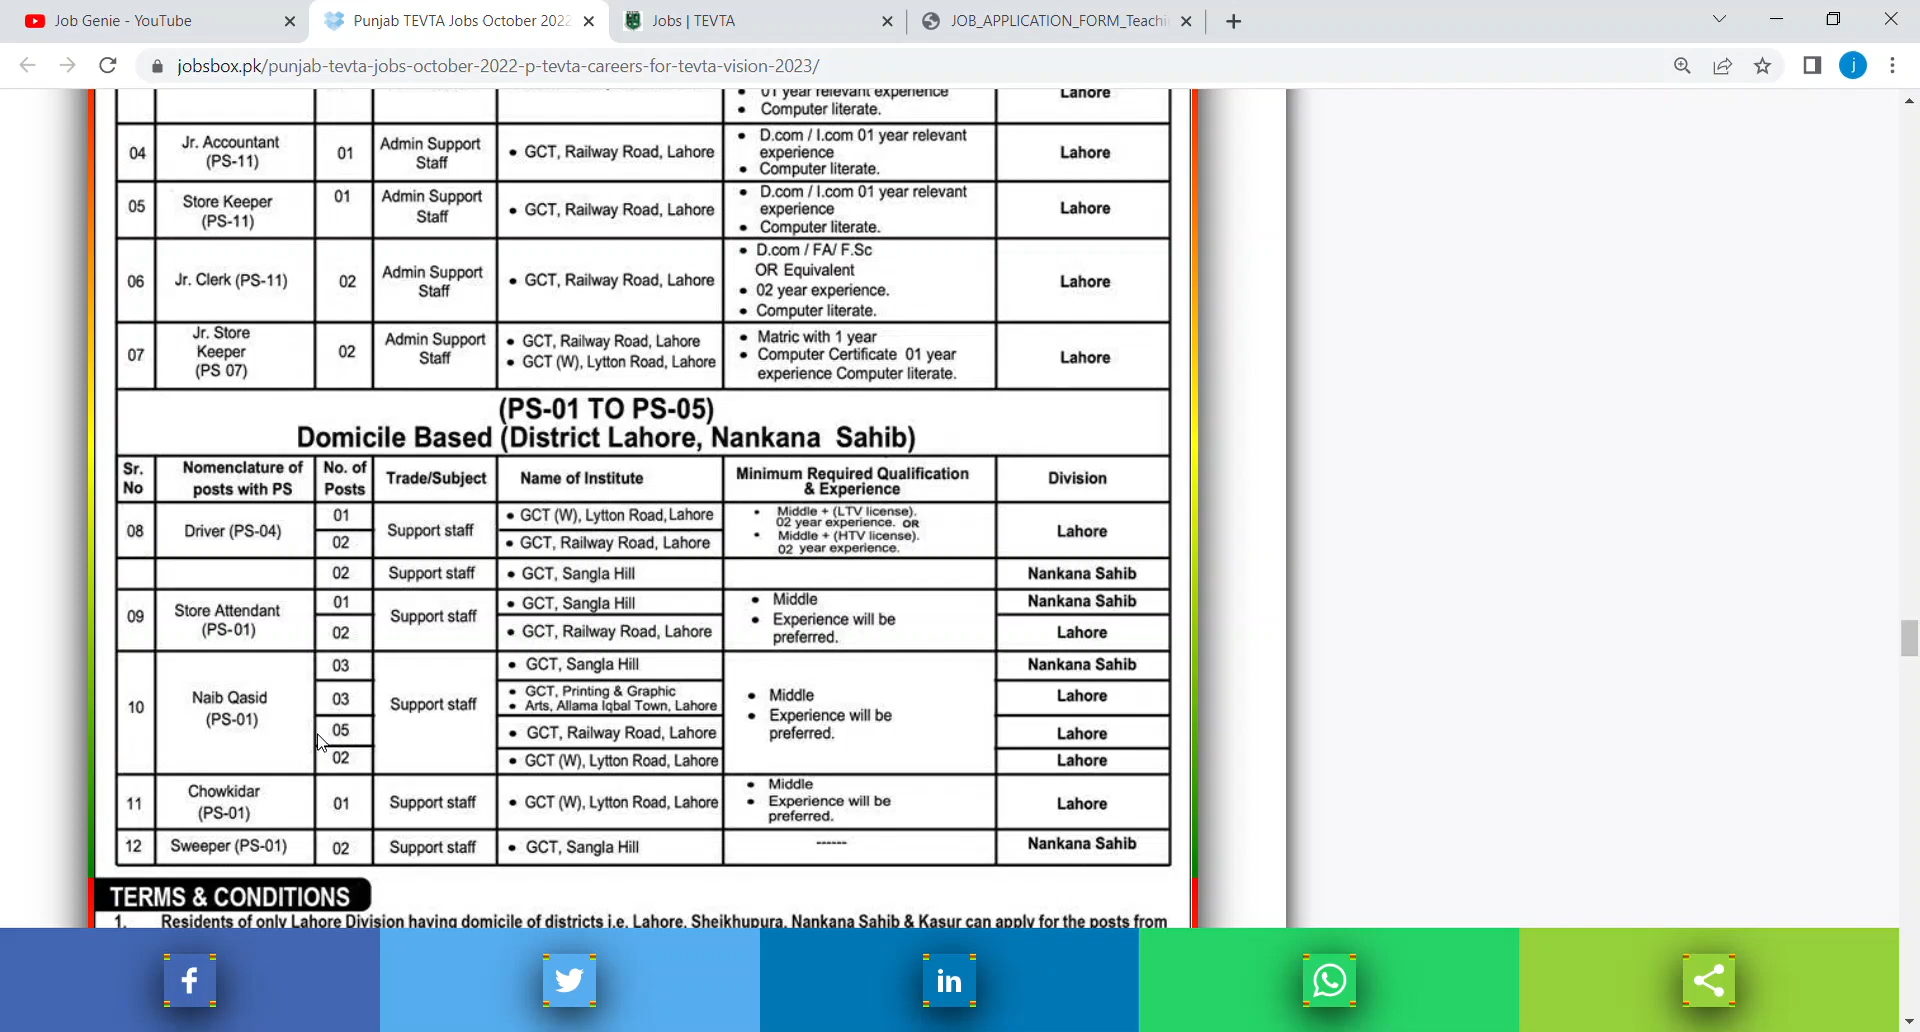 Job Genie - YouTube
Punjab TEVTA Jobs October 2022
Jobs | TEVTA
JOB_APPLICATION_FORM_Teachi
jobsbox.pk/punjab-tevta-jobs-october-2022-p-tevta-careers-for-tevta-vision-2023/
j
• 01 year relevant experience
• Computer literate.
Lahore
04
Jr. Accountant
(PS-11)
01
Admin Support
Staff
• GCT, Railway Road, Lahore
• D.com / I.com 01 year relevant
experience
• Computer literate.
Lahore
05
Store Keeper
(PS-11)
01
Admin Support
Staff
• GCT, Railway Road, Lahore
• D.com / I.com 01 year relevant
experience
• Computer literate.
Lahore
06
Jr. Clerk (PS-11)
02
Admin Support
Staff
• GCT, Railway Road, Lahore
• D.com / FA/ F.Sc
OR Equivalent
• 02 year experience.
• Computer literate.
Lahore
07
Jr. Store
Keeper
(PS 07)
02
Admin Support
Staff
• GCT, Railway Road, Lahore
• GCT (W), Lytton Road, Lahore
• Matric with 1 year
• Computer Certificate 01 year
experience Computer literate.
Lahore
(PS-01 TO PS-05)
Domicile Based (District Lahore, Nankana Sahib)
Sr.
No
Nomenclature of
posts with PS
No. of
Posts
Trade/Subject
Name of Institute
Minimum Required Qualification
& Experience
Division
08
Driver (PS-04)
01
02
Support staff
• GCT (W), Lytton Road, Lahore
• GCT, Railway Road, Lahore
• Middle + (LTV license).
02 year experience. OR
• Middle + (HTV license).
02 year experience.
Lahore
02
Support staff
• GCT, Sangla Hill
Nankana Sahib
09
Store Attendant
(PS-01)
01
02
Support staff
• GCT, Sangla Hill
• GCT, Railway Road, Lahore
• Middle
• Experience will be
preferred.
Nankana Sahib
Lahore
10
Naib Qasid
(PS-01)
03
03
05
02
Support staff
• GCT, Sangla Hill
• GCT, Printing & Graphic
• Arts, Allama Iqbal Town, Lahore
• GCT, Railway Road, Lahore
• GCT (W), Lytton Road, Lahore
• Middle
• Experience will be
preferred.
Nankana Sahib
Lahore
Lahore
Lahore
11
Chowkidar
(PS-01)
01
Support staff
• GCT (W), Lytton Road, Lahore
• Middle
• Experience will be
preferred.
Lahore
12
Sweeper (PS-01)
02
Support staff
• GCT, Sangla Hill
------
Nankana Sahib
TERMS & CONDITIONS
1. Residents of only Lahore Division having domicile of districts i.e. Lahore, Sheikhupura, Nankana Sahib & Kasur can apply for the posts from
f
in